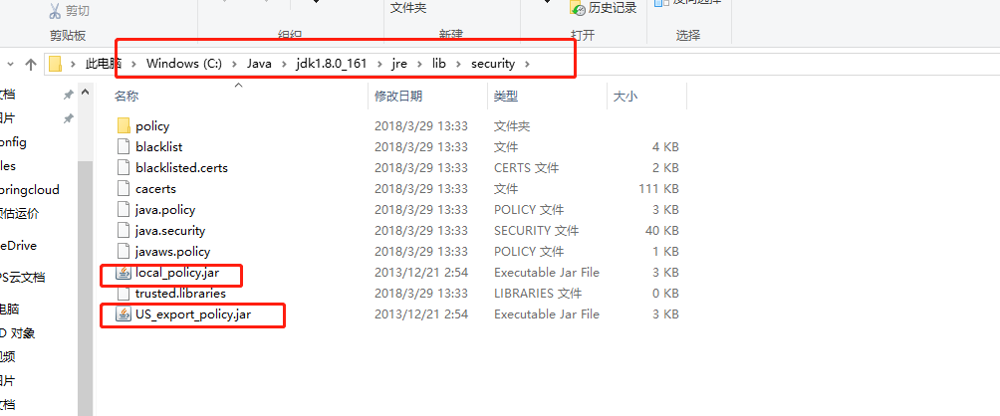 剪切
文件夹
历史记录
剪贴板
组织
新建
打开
选择
此电脑 > Windows (C:) > Java > jdk1.8.0_161 > jre > lib > security >
名称 修改日期 类型 大小
policy 2018/3/29 13:33 文件夹
blacklist 2018/3/29 13:33 文件 4 KB
blacklisted.certs 2018/3/29 13:33 CERTS 文件 2 KB
cacerts 2018/3/29 13:33 文件 111 KB
java.policy 2018/3/29 13:33 POLICY 文件 3 KB
java.security 2018/3/29 13:33 SECURITY 文件 40 KB
javaws.policy 2018/3/29 13:33 POLICY 文件 1 KB
local_policy.jar 2013/12/21 2:54 Executable Jar File 3 KB
trusted.libraries 2018/3/29 13:33 LIBRARIES 文件 0 KB
US_export_policy.jar 2013/12/21 2:54 Executable Jar File 3 KB
文档
图片
onfig
les
pringcloud
预估运价
eDrive
PS云文档
电脑
D 对象
视频
图片
文档